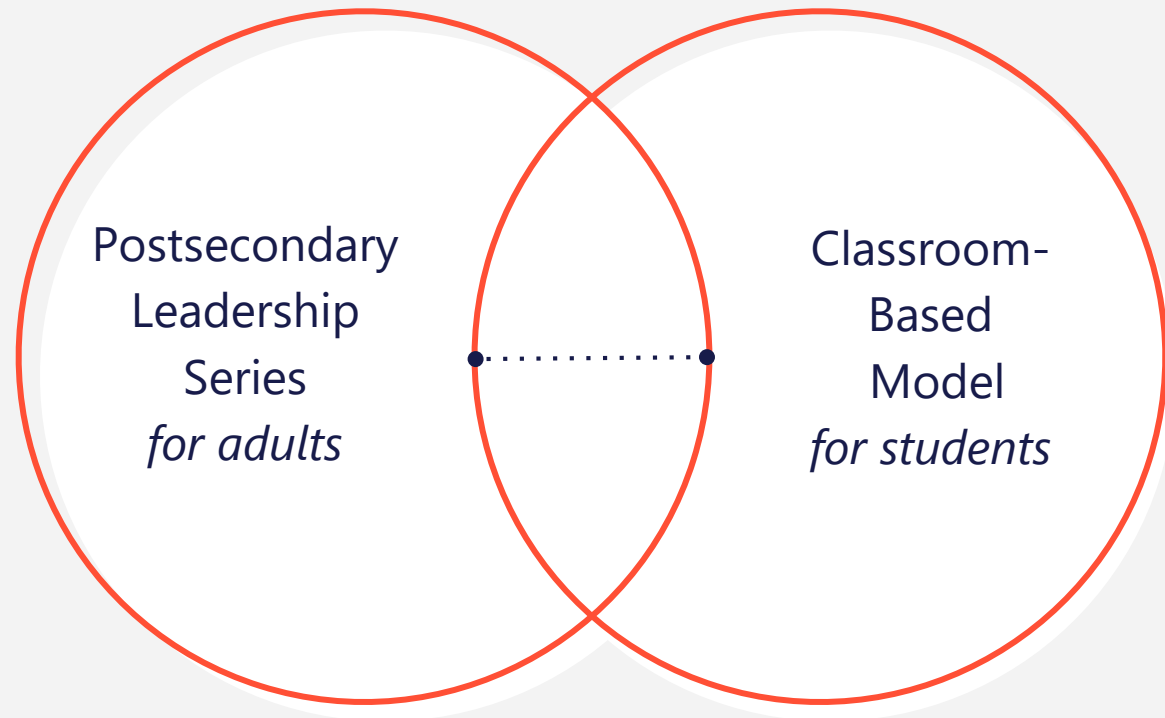 Postsecondary
Leadership
Series
for adults
Classroom-
Based
Model
for students